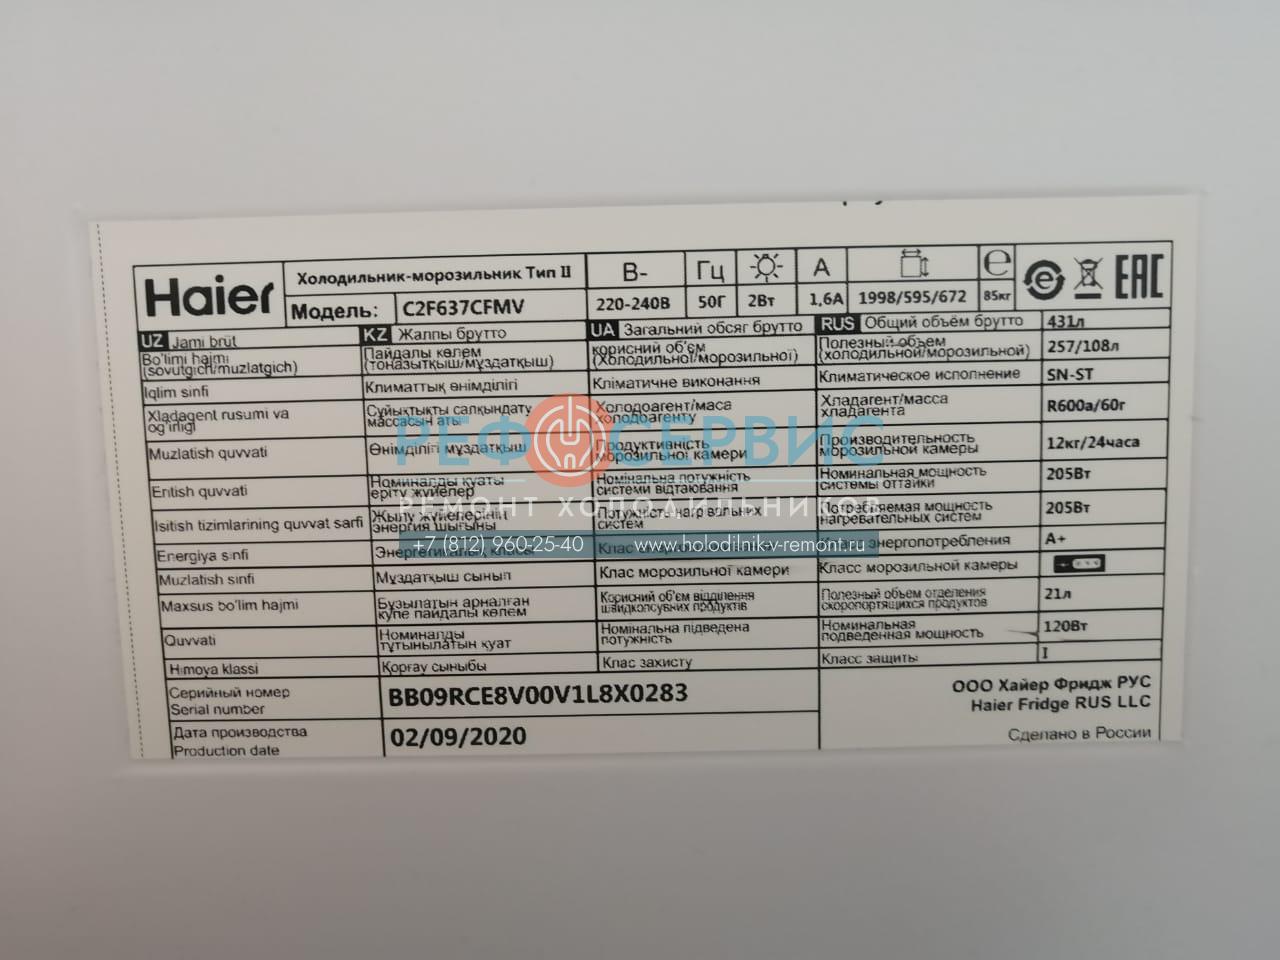 Haier
Холодильник-морозильник Тип II
В-
Гц
А
Модель:
C2F637CFMV
220-240В
50Г
2Вт
1,6А
1998/595/672
85кг
EAC
UZ Jami brüt
KZ Жалпы брутто
UA Загальний обсяг брутто
RUS Общий объём брутто
431л
Bo'limi hajmi
(sovutgich/muzlatgich)
Пайдалы көлем
(тоңазытқыш/мұздатқыш)
корисний об'єм
(Холодильної/морозильної)
Полезный объем
(холодильной/морозильной)
257/108л
Iqlim sinfi
Климаттық өнімділігі
Кліматичне виконання
Климатическое исполнение
SN-ST
Xladagent rusumi va
og'irligi
Сұйықтықты салқындату
массасын аты
Холодоагент/маса
холодоагенту
Хладагент/масса
хладагента
R600a/60г
Muzlatish quvvati
Өнімділігі мұздатқыш
Продуктивність
морозильної камери
Производительность
морозильной камеры
12кг/24часа
Eritish quvvati
Номиналды қуаты
еріту жүйелер
Номінальна потужність
системи відтаювання
Номинальная мощность
системы оттайки
205Вт
Isitish tizimlarining quvvat sarfi
Жылу жүйелерінің
энергия шығыны
Потужність нагрівальних
систем
Потребляемая мощность
нагревательных систем
205Вт
Energiya sinfi
Энергетикалық класы
Клас
энергопотребления
A+
Muzlatish sinfi
Мұздатқыш сынып
Клас морозильної камери
Класс морозильной камеры
Maxsus bo'lim hajmi
Бұзылатын арналған
купе пайдалы көлем
Корисний об'єм відділення
швидкопсувних продуктів
Полезный объем отделения
скоропортящихся продуктов
21л
Quvvati
Номиналды
тұтынылатын қуат
Номінальна підведена
потужність
Номинальная
подведенная мощность
120Вт
Himoya klassi
Қорғау сыныбы
Клас захисту
Класс защиты
I
Серийный номер
Serial number
BB09RCE8V00V1L8X0283
Дата производства
Production date
02/09/2020
ООО Хайер Фридж РУС
Haier Fridge RUS LLC
Сделано в России
РЕФ СЕРВИС
РЕМОНТ ХОЛОДИЛЬНИКОВ
+7 (812) 960-25-40
www.holodilnik-v-remont.ru